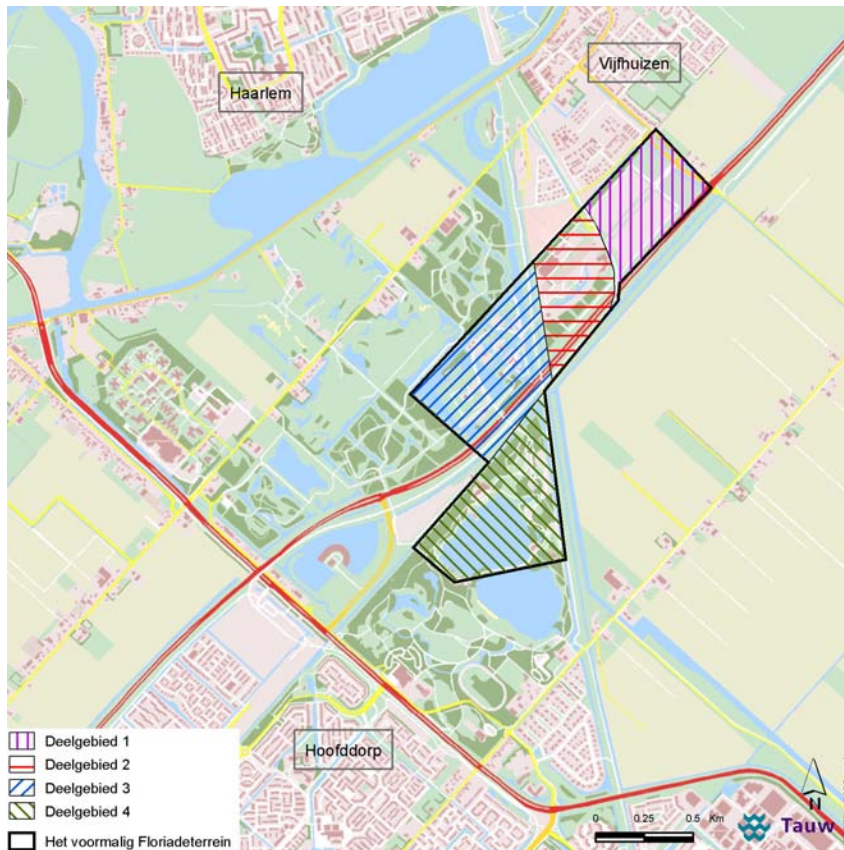 Vijfhuizen
Haarlem
Hoofddorp
Deelgebied 1
Deelgebied 2
Deelgebied 3
Deelgebied 4
Het voormalig Floriadeterrein
N
0 0.25 0.5 Km
Tauw